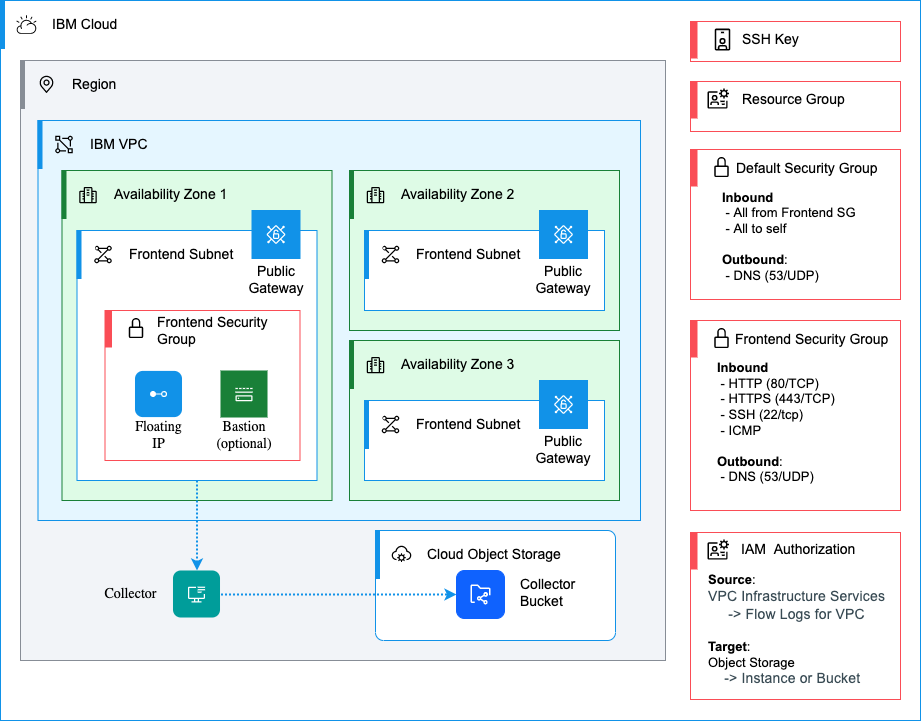 IBM Cloud
Region
IBM VPC
Availability Zone 1
Frontend Subnet
Public
Gateway
Frontend Security
Group
Floating
IP
Bastion
(optional)
Availability Zone 2
Frontend Subnet
Public
Gateway
Availability Zone 3
Frontend Subnet
Public
Gateway
Collector
Cloud Object Storage
Collector
Bucket
SSH Key
Resource Group
Default Security Group
Inbound
- All from Frontend SG
- All to self
Outbound:
- DNS (53/UDP)
Frontend Security Group
Inbound
- HTTP (80/TCP)
- HTTPS (443/TCP)
- SSH (22/tcp)
- ICMP
Outbound:
- DNS (53/UDP)
IAM Authorization
Source:
VPC Infrastructure Services
-> Flow Logs for VPC
Target:
Object Storage
-> Instance or Bucket